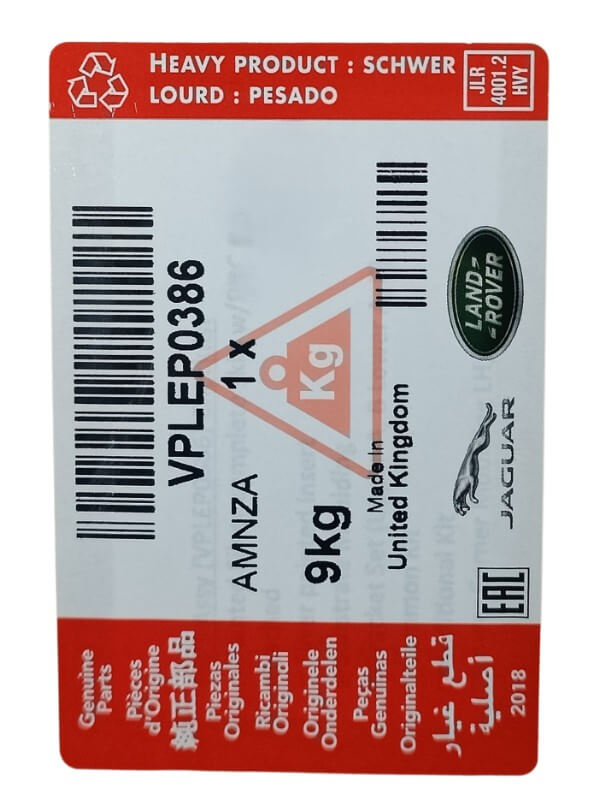 HEAVY PRODUCT : SCHWER
LOURD : PESADO
JLR
4001.2
HVY
VPLEP0386
1 x
AMNZA
Kg
9kg
Made In
United Kingdom
LAND
ROVER
JAGUAR
EAC
Genuine
Parts
Pièces
d'Origine
純正部品
Piezas
Originales
Ricambi
Originali
Originele
Onderdelen
Peças
Genuinas
Originalteile
قطع غيار
أصلية
2018